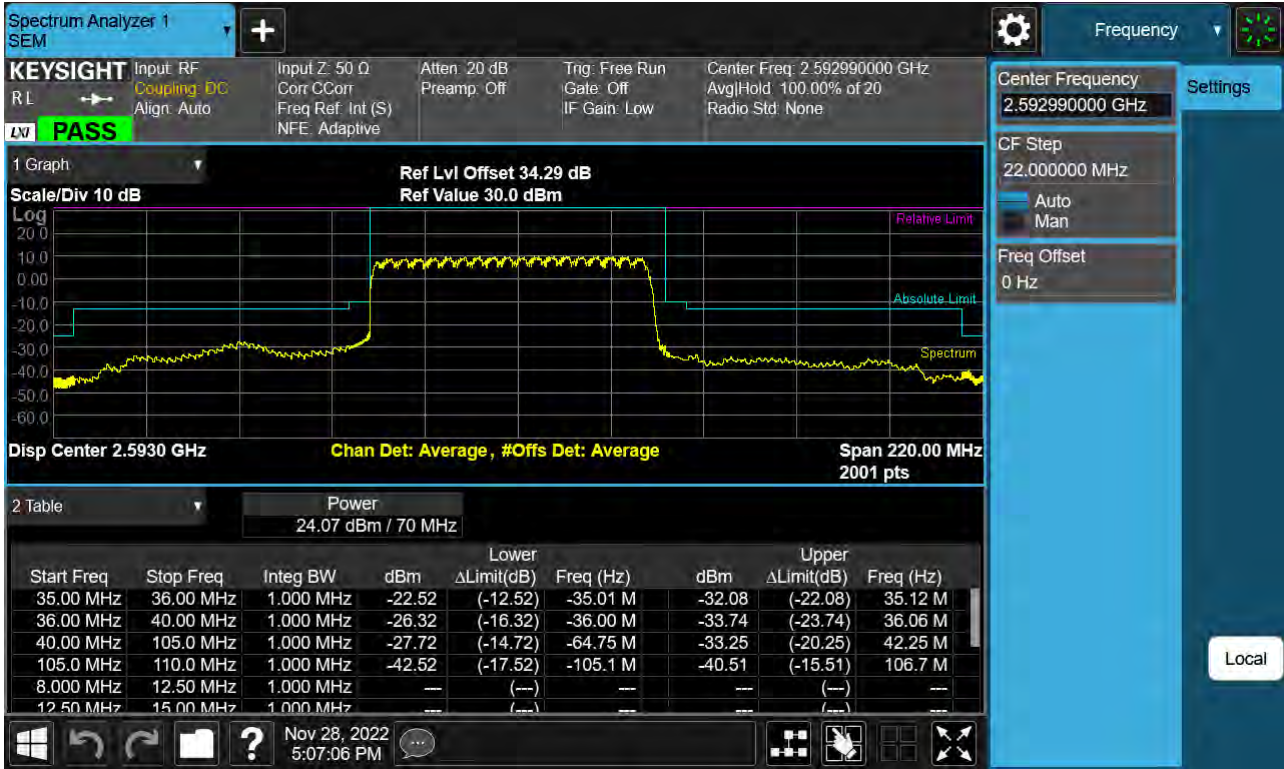 Spectrum Analyzer 1
SEM
Frequency
KEYSIGHT
R L
LXI
PASS
Input: RF
Coupling: DC
Align: Auto
Input Z: 50 Ω
Corr CCorr
Freq Ref: Int (S)
NFE: Adaptive
Atten: 20 dB
Preamp: Off
Trig: Free Run
Gate: Off
IF Gain: Low
Center Freq: 2.592990000 GHz
Avg|Hold: 100.00% of 20
Radio Std: None
Center Frequency
2.592990000 GHz
Settings
CF Step
22.000000 MHz
Auto
Man
Freq Offset
0 Hz
1 Graph
Ref Lvl Offset 34.29 dB
Scale/Div 10 dB
Ref Value 30.0 dBm
Log
Relative Limit
20.0
10.0
0.00
-10.0
Absolute Limit
-20.0
-30.0
Spectrum
-40.0
-50.0
-60.0
Disp Center 2.5930 GHz
Chan Det: Average , #Offs Det: Average
Span 220.00 MHz
2001 pts
2 Table
Power
24.07 dBm / 70 MHz
Lower Upper
Start Freq Stop Freq Integ BW dBm ΔLimit(dB) Freq (Hz) dBm ΔLimit(dB) Freq (Hz)
35.00 MHz 36.00 MHz 1.000 MHz -22.52 (-12.52) -35.01 M -32.08 (-22.08) 35.12 M
36.00 MHz 40.00 MHz 1.000 MHz -26.32 (-16.32) -36.00 M -33.74 (-23.74) 36.06 M
40.00 MHz 105.0 MHz 1.000 MHz -27.72 (-14.72) -64.75 M -33.25 (-20.25) 42.25 M
105.0 MHz 110.0 MHz 1.000 MHz -42.52 (-17.52) -105.1 M -40.51 (-15.51) 106.7 M
8.000 MHz 12.50 MHz 1.000 MHz --- (---) --- --- (---) ---
12.50 MHz 15.00 MHz 1.000 MHz --- (---) --- --- (---) ---
Local
?
Nov 28, 2022
5:07:06 PM